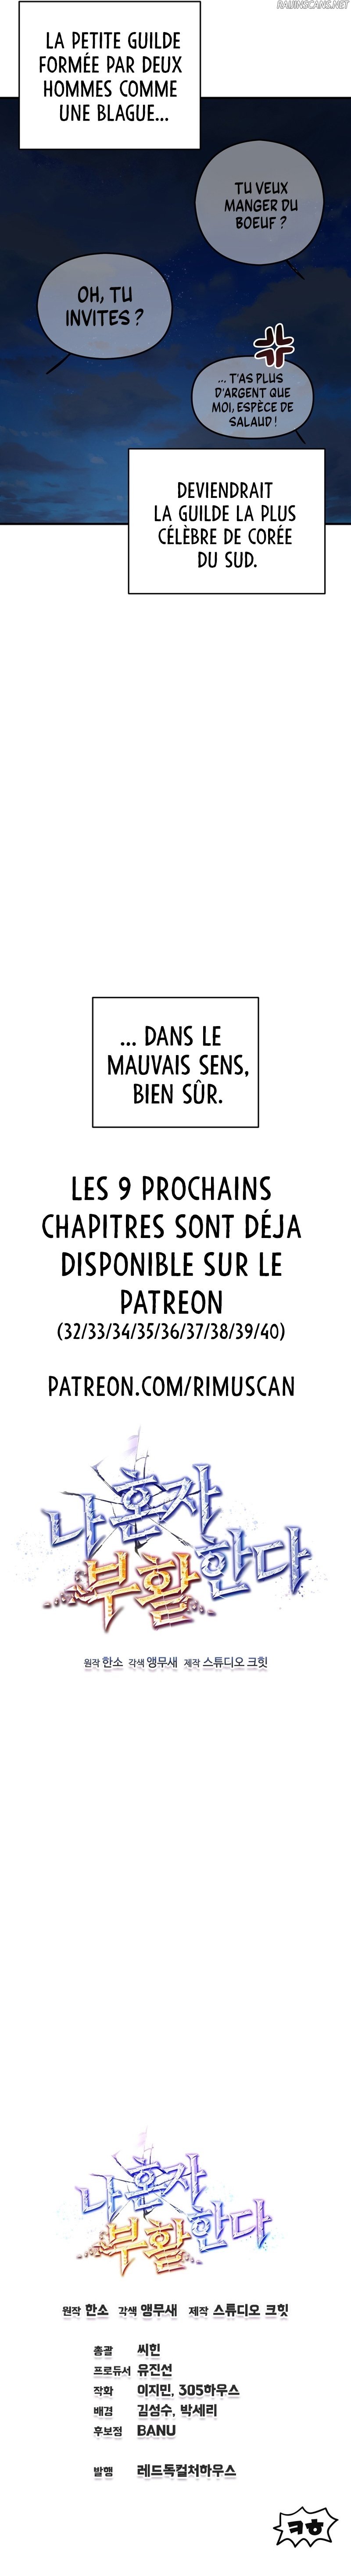 RAIJINSCANS.NET
LA PETITE GUILDE
FORMÉE PAR DEUX
HOMMES COMME
UNE BLAGUE...
TU VEUX
MANGER DU
BOEUF ?
OH, TU
INVITES ?
... T'AS PLUS
D'ARGENT QUE
MOI, ESPÈCE DE
SALAUD !
DEVIENDRAIT
LA GUILDE LA PLUS
CÉLÈBRE DE CORÉE
DU SUD.
... DANS LE
MAUVAIS SENS,
BIEN SÛR.
LES 9 PROCHAINS
CHAPITRES SONT DÉJA
DISPONIBLE SUR LE
PATREON
(32/33/34/35/36/37/38/39/40)
PATREON.COM/RIMUSCAN
나 혼자
부활한다
원작 한소 각색 앵무새 제작 스튜디오 크힛
나 혼자
부활한다
원작 한소 각색 앵무새 제작 스튜디오 크힛
총괄 씨힌
프로듀서 유진선
작화 이지민, 305하우스
배경 김성수, 박세리
후보정 BANU
발행 레드독컬처하우스
ㅋㅎ